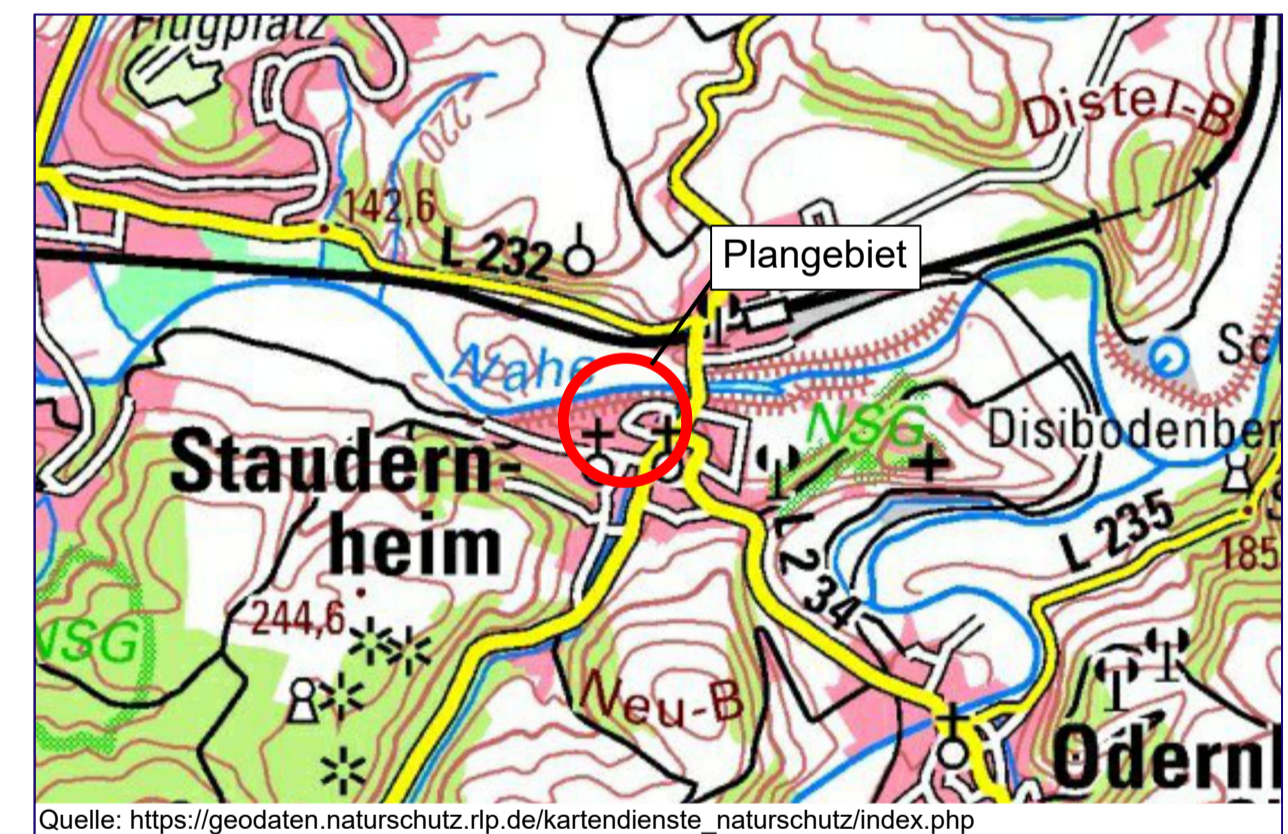 Flugplatz
Distel-B
220
142,6
L 232
Plangebiet
Nahe
Staudern-
heim
NSG
Disibodenber
Sc
L 235
L 234
185
244,6
NSG
Neu-B
Odernh
Quelle: https://geodaten.naturschutz.rlp.de/kartendienste_naturschutz/index.php